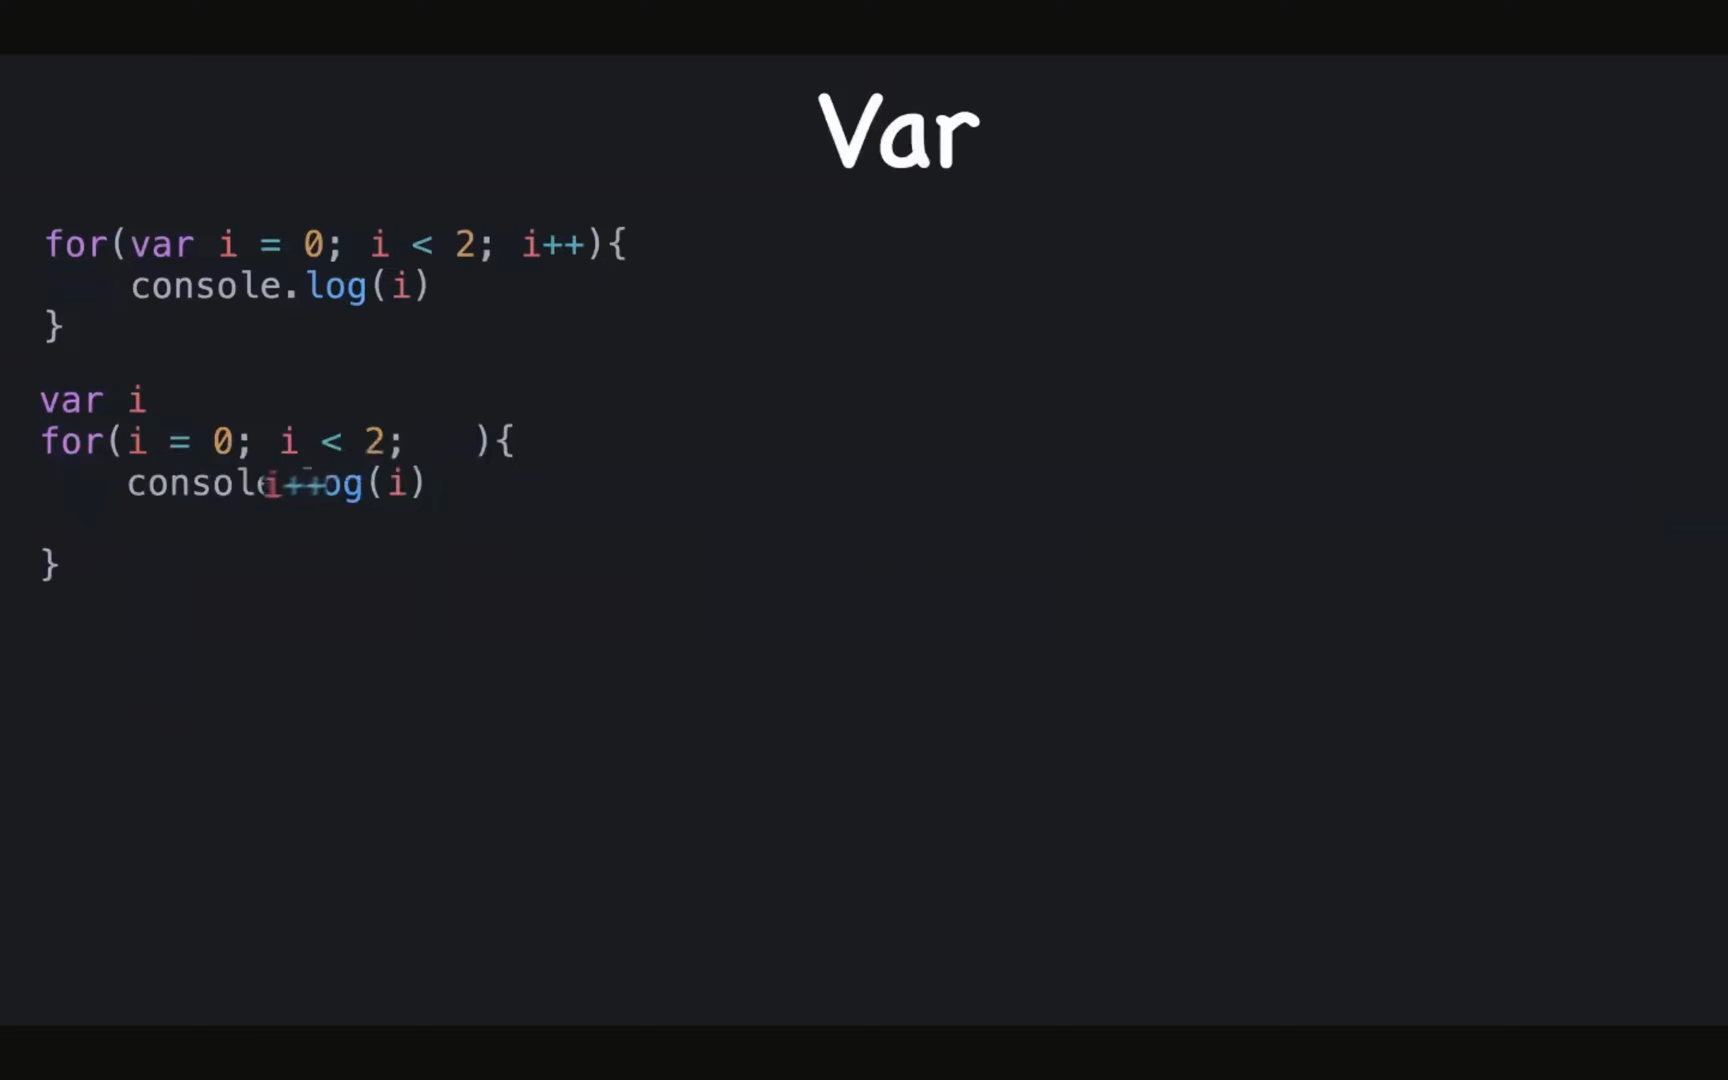 Var
for(var i = 0; i < 2; i++){
    console.log(i)
}
var i
for(i = 0; i < 2;   ){
    console i++og(i)
}